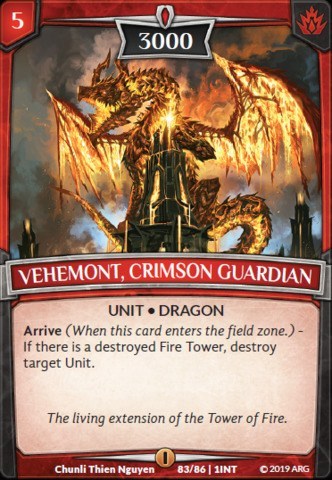 5
3000
VEHEMONT, CRIMSON GUARDIAN
UNIT • DRAGON
Arrive (When this card enters the field zone.) -
If there is a destroyed Fire Tower, destroy
target Unit.
The living extension of the Tower of Fire.
I
Chunli Thien Nguyen 83/86 | 1INT © 2019 ARG